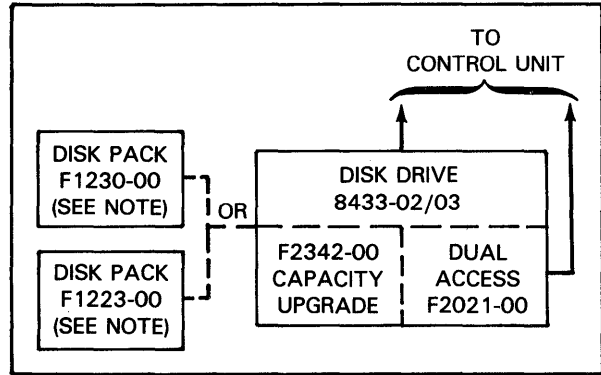 TO
CONTROL UNIT
DISK PACK
F1230-00
(SEE NOTE)
OR
DISK PACK
F1223-00
(SEE NOTE)
DISK DRIVE
8433-02/03
F2342-00
CAPACITY
UPGRADE
DUAL
ACCESS
F2021-00